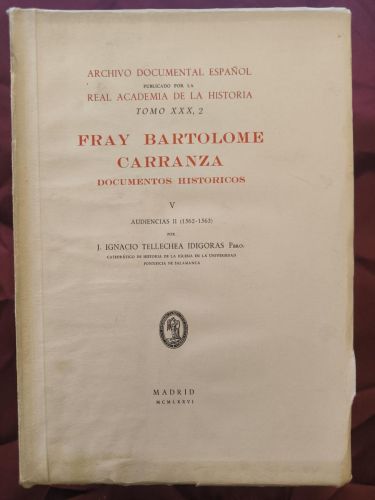 ARCHIVO DOCUMENTAL ESPAÑOL
PUBLICADO POR LA
REAL ACADEMIA DE LA HISTORIA
TOMO XXX, 2
FRAY BARTOLOME
CARRANZA
DOCUMENTOS HISTORICOS
V
AUDIENCIAS II (1562-1563)
POR
J. IGNACIO TELLECHEA IDIGORAS PBRO.
CATEDRÁTICO DE HISTORIA DE LA IGLESIA EN LA UNIVERSIDAD
PONTIFICIA DE SALAMANCA
MADRID
MCMLXXVI